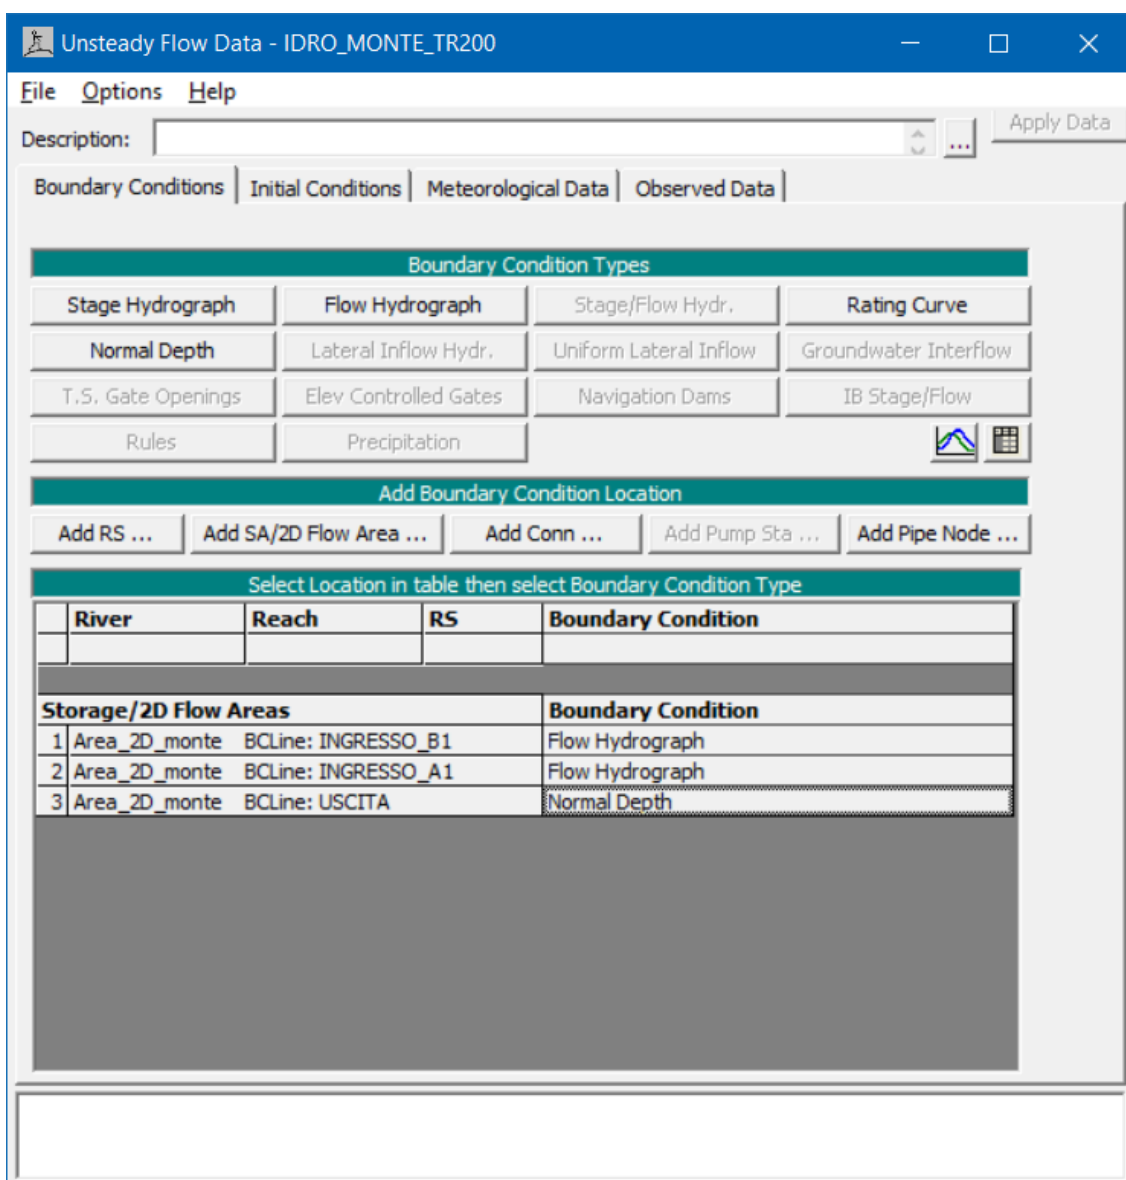 Unsteady Flow Data - IDRO_MONTE_TR200
File Options Help
Description: ... Apply Data
Boundary Conditions Initial Conditions Meteorological Data Observed Data
Boundary Condition Types
Stage Hydrograph Flow Hydrograph Stage/Flow Hydr. Rating Curve
Normal Depth Lateral Inflow Hydr. Uniform Lateral Inflow Groundwater Interflow
T.S. Gate Openings Elev Controlled Gates Navigation Dams IB Stage/Flow
Rules Precipitation
Add Boundary Condition Location
Add RS ... Add SA/2D Flow Area ... Add Conn ... Add Pump Sta ... Add Pipe Node ...
Select Location in table then select Boundary Condition Type
River Reach RS Boundary Condition
Storage/2D Flow Areas Boundary Condition
1 Area_2D_monte BCLine: INGRESSO_B1 Flow Hydrograph
2 Area_2D_monte BCLine: INGRESSO_A1 Flow Hydrograph
3 Area_2D_monte BCLine: USCITA Normal Depth